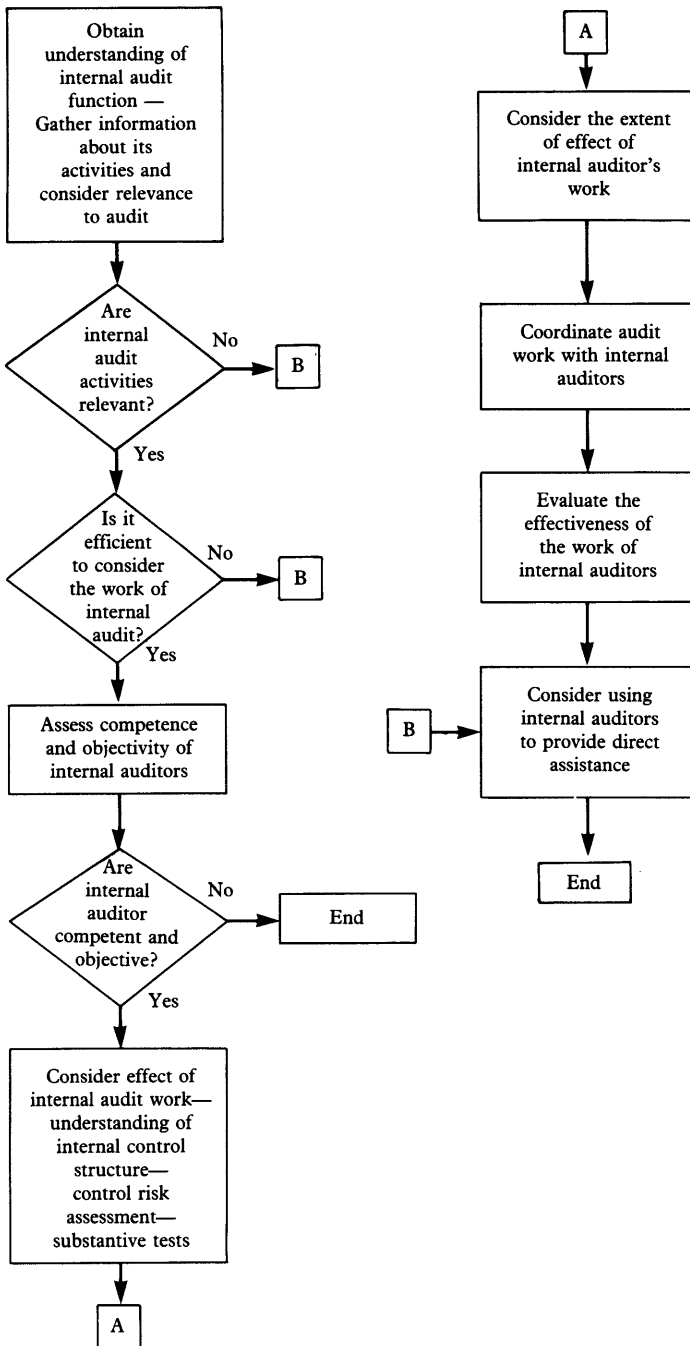 Obtain
understanding of
internal audit
function —
Gather information
about its
activities and
consider relevance
to audit
Are
internal
audit
activities
relevant?
No
B
Yes
Is it
efficient
to consider
the work of
internal
audit?
No
B
Yes
Assess competence
and objectivity of
internal auditors
Are
internal
auditor
competent and
objective?
No
End
Yes
Consider effect of
internal audit work—
understanding of
internal control
structure—
control risk
assessment—
substantive tests
A
A
Consider the extent
of effect of
internal auditor's
work
Coordinate audit
work with internal
auditors
Evaluate the
effectiveness of
the work of
internal auditors
B
Consider using
internal auditors
to provide direct
assistance
End